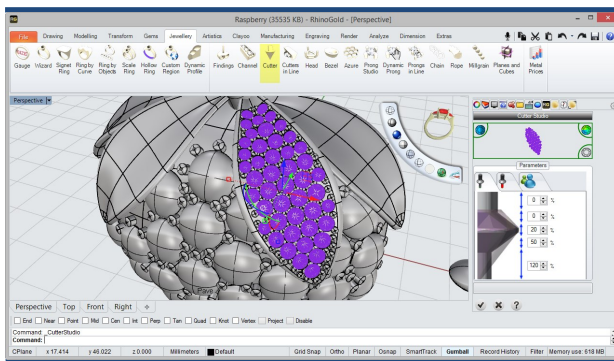 Raspberry (35535 KB) - RhinoGold - [Perspective]
File Drawing Modelling Transform Gems Jewellery Artistics Clayoo Manufacturing Engraving Render Analyze Dimension Extras
Gauge Wizard Signet Ring Ring by Curve Ring by Objects Scale Ring Hollow Ring Custom Region Dynamic Profile Findings Channel Cutter Cutters in Line Head Bezel Azure Prong Studio Dynamic Prong Prongs in Line Chain Rope Millgrain Planes and Cubes Metal Prices
Perspective
Cutter Studio
Parameters
0 %
0 %
20 %
50 %
120 %
Pave
Perspective Top Front Right
End Near Point Mid Cen Int Perp Tan Quad Knot Vertex Project Disable
Command: _CutterStudio
Command:
CPlane x 17.414 y 46.022 z 0.000 Millimeters Default Grid Snap Ortho Planar Osnap SmartTrack Gumball Record History Filter Memory use: 618 MB